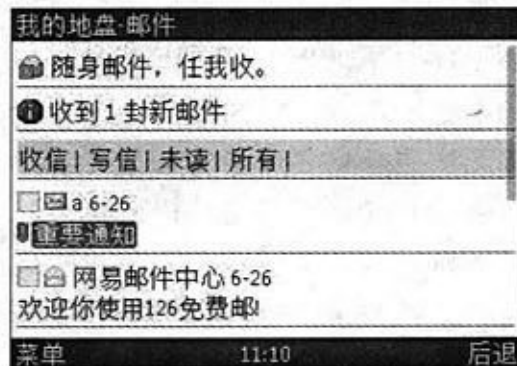 我的地盘·邮件
随身邮件，任我收。
收到1封新邮件
收信|写信|未读|所有|
a 6-26
重要通知
网易邮件中心 6-26
欢迎你使用126免费邮!
菜单 11:10 后退